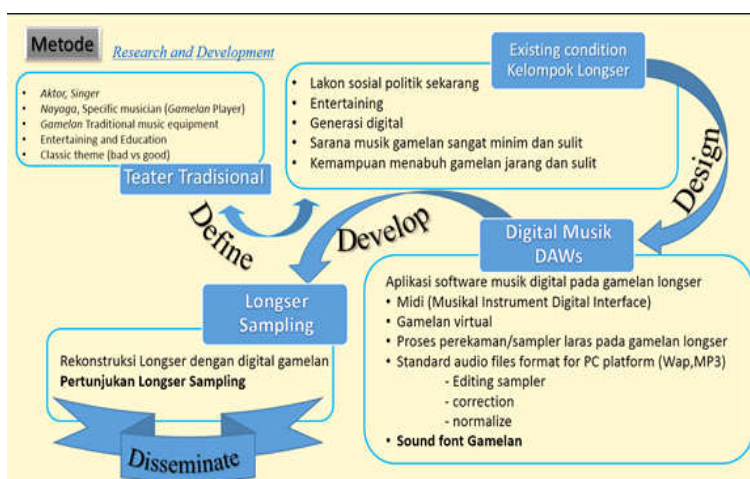 Metode
Research and Development
• Aktor, Singer
• Nayaga, Specific musician (Gamelan Player)
• Gamelan Traditional music equipment
• Entertaining and Education
• Classic theme (bad vs good)
Teater Tradisional
Existing condition
Kelompok Longser
• Lakon sosial politik sekarang
• Entertaining
• Generasi digital
• Sarana musik gamelan sangat minim dan sulit
• Kemampuan menabuh gamelan jarang dan sulit
Define
Develop
Design
Digital Musik
DAWs
Aplikasi software musik digital pada gamelan longser
• Midi (Musikal Instrument Digital Interface)
• Gamelan virtual
• Proses perekaman/sampler laras pada gamelan longser
• Standard audio files format for PC platform (Wap,MP3)
- Editing sampler
- correction
- normalize
• Sound font Gamelan
Longser
Sampling
Rekonstruksi Longser dengan digital gamelan
Pertunjukan Longser Sampling
Disseminate